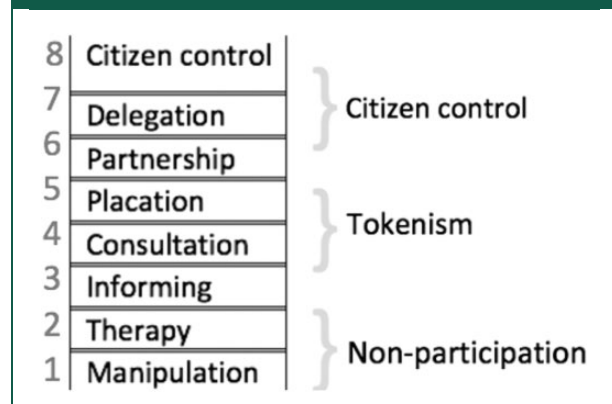 8 Citizen control
7 Delegation
Citizen control
6 Partnership
5 Placation
Tokenism
4 Consultation
3 Informing
2 Therapy
Non-participation
1 Manipulation